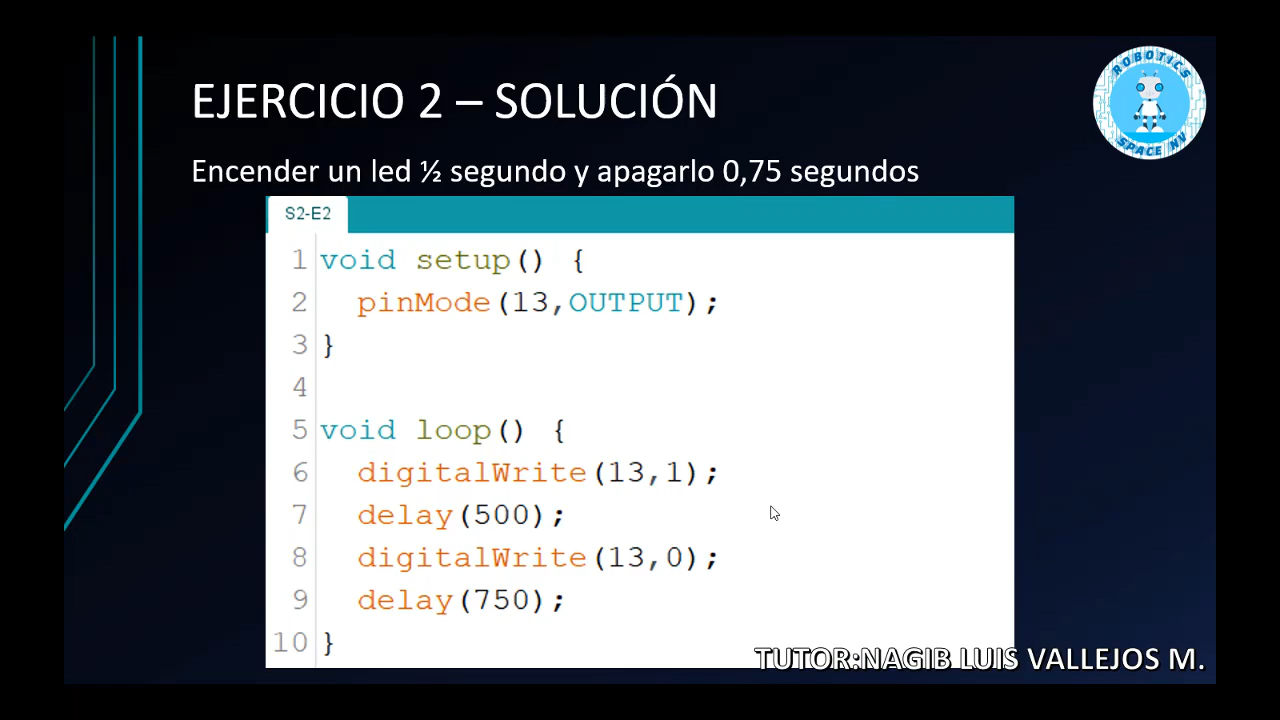 EJERCICIO 2 – SOLUCIÓN
ROBOTICS
SPACE NV
Encender un led ½ segundo y apagarlo 0,75 segundos
S2-E2
1 void setup() {
2 pinMode(13,OUTPUT);
3 }
4
5 void loop() {
6 digitalWrite(13,1);
7 delay(500);
8 digitalWrite(13,0);
9 delay(750);
10 }
TUTOR:NAGIB LUIS VALLEJOS M.